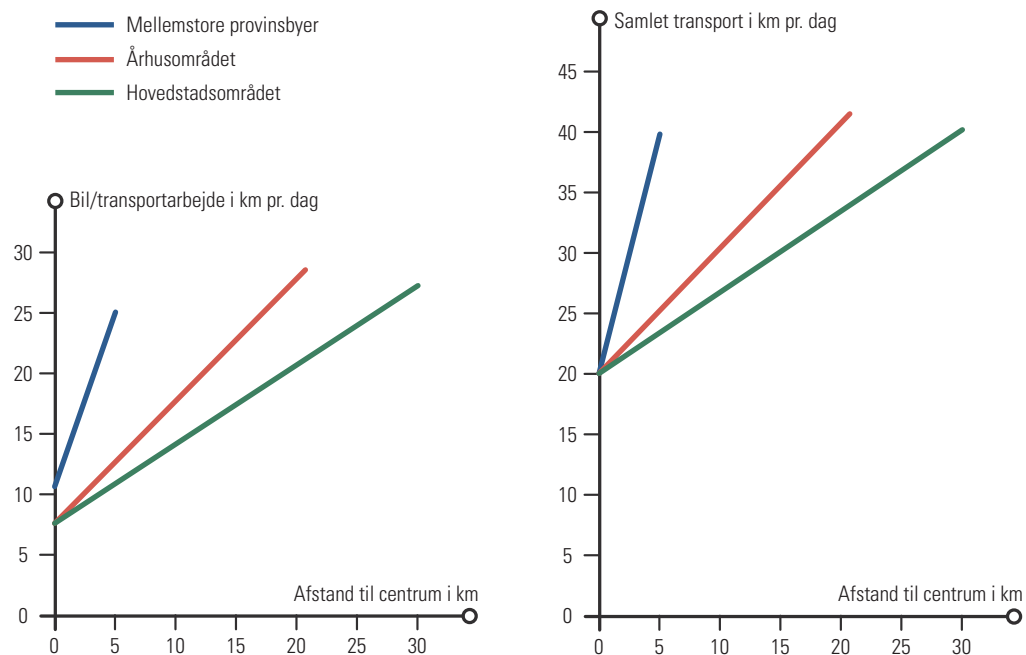 Mellemstore provinsbyer
Århusområdet
Hovedstadsområdet
Bil/transportarbejde i km pr. dag
30
25
20
15
10
5
0
Afstand til centrum i km
0 5 10 15 20 25 30
Samlet transport i km pr. dag
45
40
35
30
25
20
15
10
5
0
Afstand til centrum i km
0 5 10 15 20 25 30